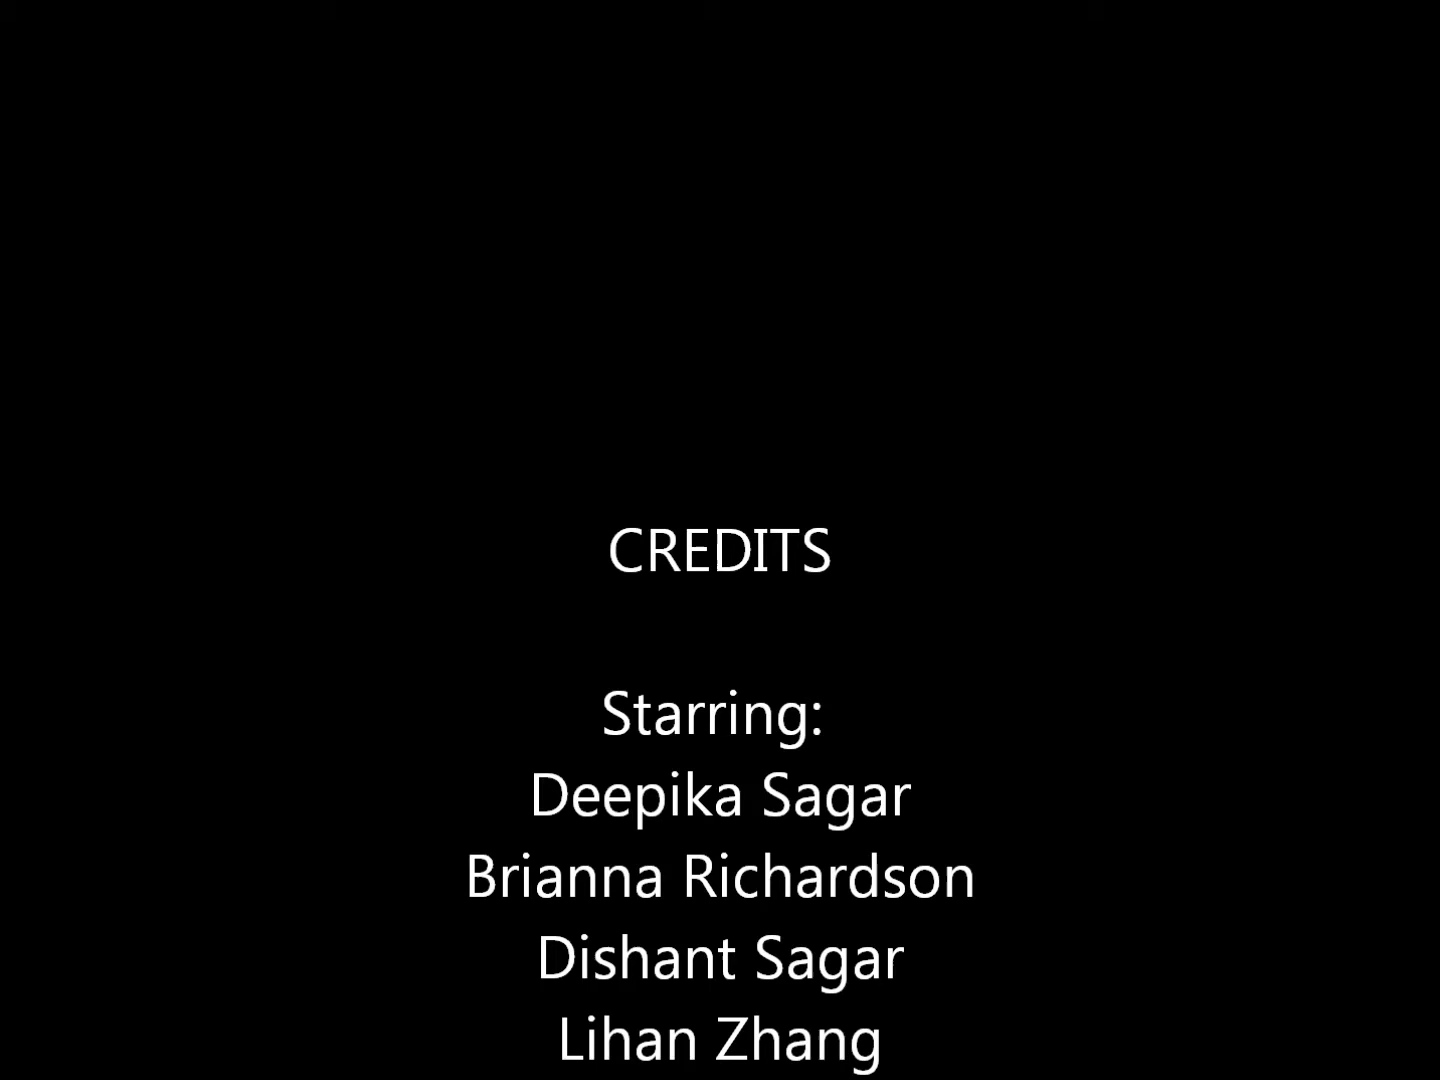 CREDITS
Starring:
Deepika Sagar
Brianna Richardson
Dishant Sagar
Lihan Zhang